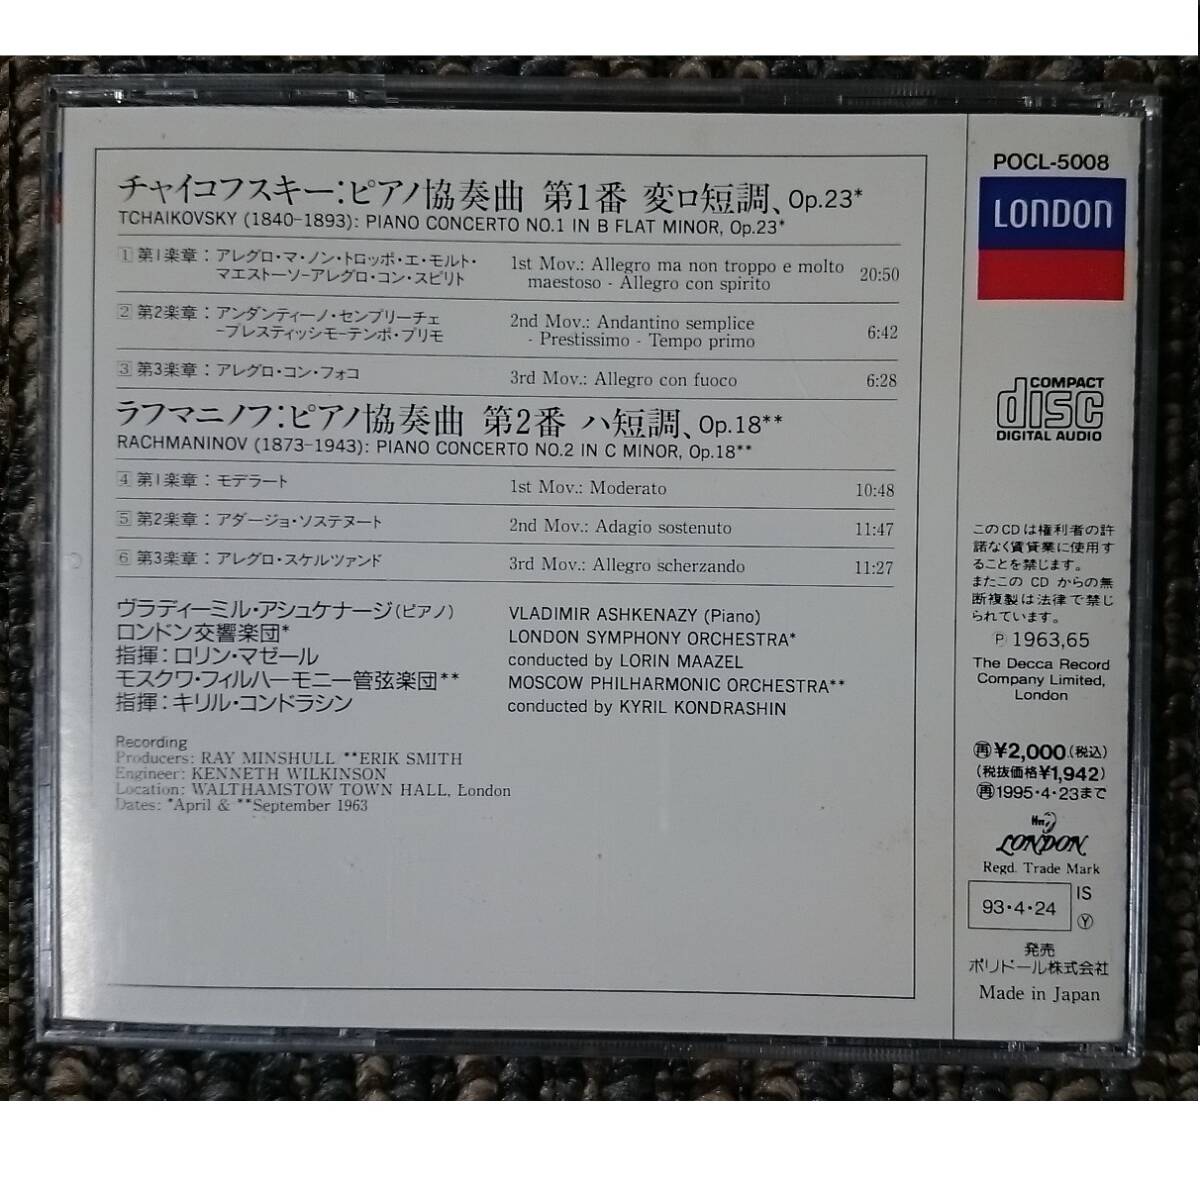 チャイコフスキー：ピアノ協奏曲 第1番 変ロ短調、Op.23*
TCHAIKOVSKY (1840-1893): PIANO CONCERTO NO.1 IN B FLAT MINOR, Op.23*
1 第1楽章：アレグロ・マ・ノン・トロッポ・エ・モルト・
マエストーソ–アレグロ・コン・スピリト
1st Mov.: Allegro ma non troppo e molto
maestoso - Allegro con spirito
20:50
2 第2楽章：アンダンティーノ・センプリーチェ
–プレスティッシモ–テンポ・プリモ
2nd Mov.: Andantino semplice
- Prestissimo - Tempo primo
6:42
3 第3楽章：アレグロ・コン・フォコ
3rd Mov.: Allegro con fuoco
6:28
ラフマニノフ：ピアノ協奏曲 第2番 ハ短調、Op.18**
RACHMANINOV (1873-1943): PIANO CONCERTO NO.2 IN C MINOR, Op.18**
4 第1楽章：モデラート
1st Mov.: Moderato
10:48
5 第2楽章：アダージョ・ソステヌート
2nd Mov.: Adagio sostenuto
11:47
6 第3楽章：アレグロ・スケルツァンド
3rd Mov.: Allegro scherzando
11:27
ヴラディーミル・アシュケナージ(ピアノ)
ロンドン交響楽団*
指揮：ロリン・マゼール
モスクワ・フィルハーモニー管弦楽団**
指揮：キリル・コンドラシン
VLADIMIR ASHKENAZY (Piano)
LONDON SYMPHONY ORCHESTRA*
conducted by LORIN MAAZEL
MOSCOW PHILHARMONIC ORCHESTRA**
conducted by KYRIL KONDRASHIN
Recording
Producers: RAY MINSHULL/**ERIK SMITH
Engineer: KENNETH WILKINSON
Location: WALTHAMSTOW TOWN HALL, London
Dates: *April & **September 1963
POCL-5008
LONDON
COMPACT
disc
DIGITAL AUDIO
このCDは権利者の許
諾なく賃貸業に使用す
ることを禁じます。
またこの CD からの無
断複製は法律で禁じ
られています。
℗ 1963,65
The Decca Record
Company Limited,
London
㊢¥2,000(税込)
(税抜価格¥1,942)
㊢1995・4・23まで
LONDON
Regd. Trade Mark
93・4・24
IS
Ⓨ
発売
ポリドール株式会社
Made in Japan